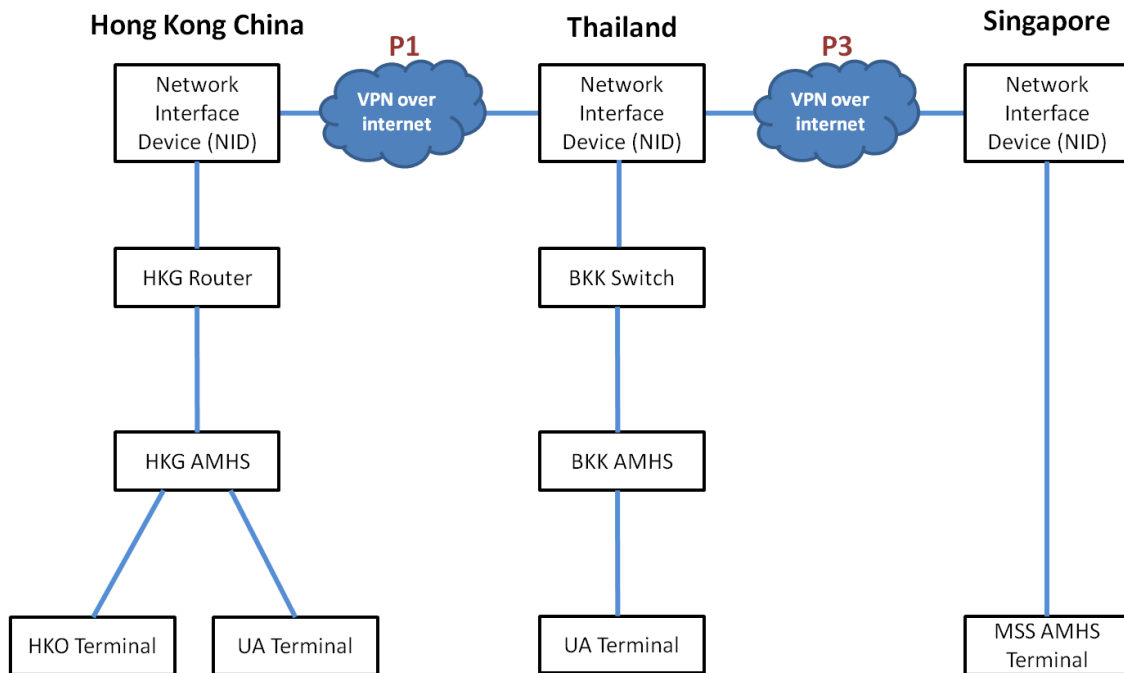 Hong Kong China
Thailand
Singapore
P1
P3
Network
Interface
Device (NID)
VPN over
internet
Network
Interface
Device (NID)
VPN over
internet
Network
Interface
Device (NID)
HKG Router
BKK Switch
HKG AMHS
BKK AMHS
HKO Terminal
UA Terminal
UA Terminal
MSS AMHS
Terminal